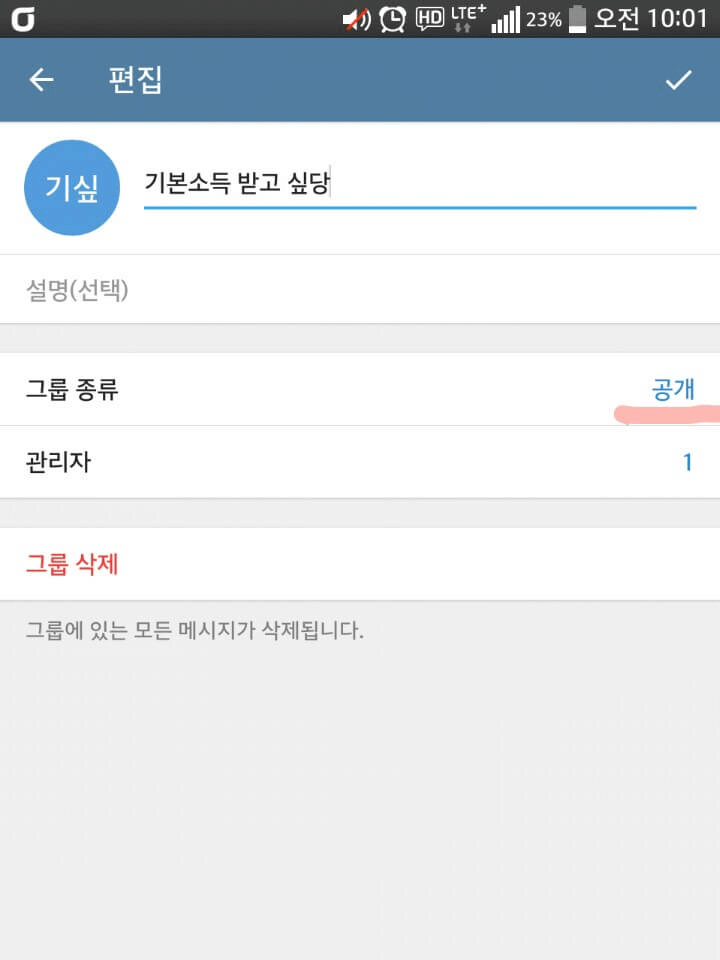 HD LTE+ 23% 오전 10:01
편집
기싶
기본소득 받고 싶당
설명(선택)
그룹 종류 공개
관리자 1
그룹 삭제
그룹에 있는 모든 메시지가 삭제됩니다.